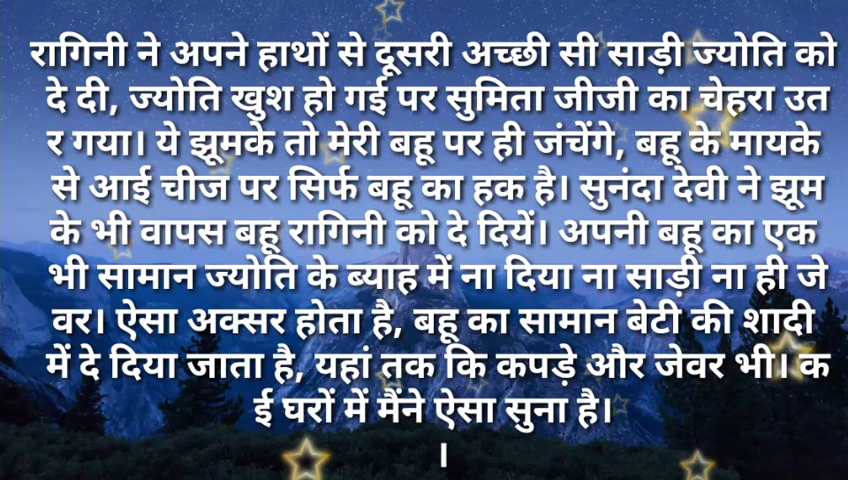 रागिनी ने अपने हाथों से दूसरी अच्छी सी साड़ी ज्योति को
दे दी, ज्योति खुश हो गई पर सुमिता जीजी का चेहरा उत
र गया। ये झूमके तो मेरी बहू पर ही जंचेंगे, बहू के मायके
से आई चीज पर सिर्फ बहू का हक है। सुनंदा देवी ने झूम
के भी वापस बहू रागिनी को दे दियें। अपनी बहू का एक
भी सामान ज्योति के ब्याह में ना दिया ना साड़ी ना ही जे
वर। ऐसा अक्सर होता है, बहू का सामान बेटी की शादी
में दे दिया जाता है, यहां तक कि कपड़े और जेवर भी। क
ई घरों में मैंने ऐसा सुना है।
।